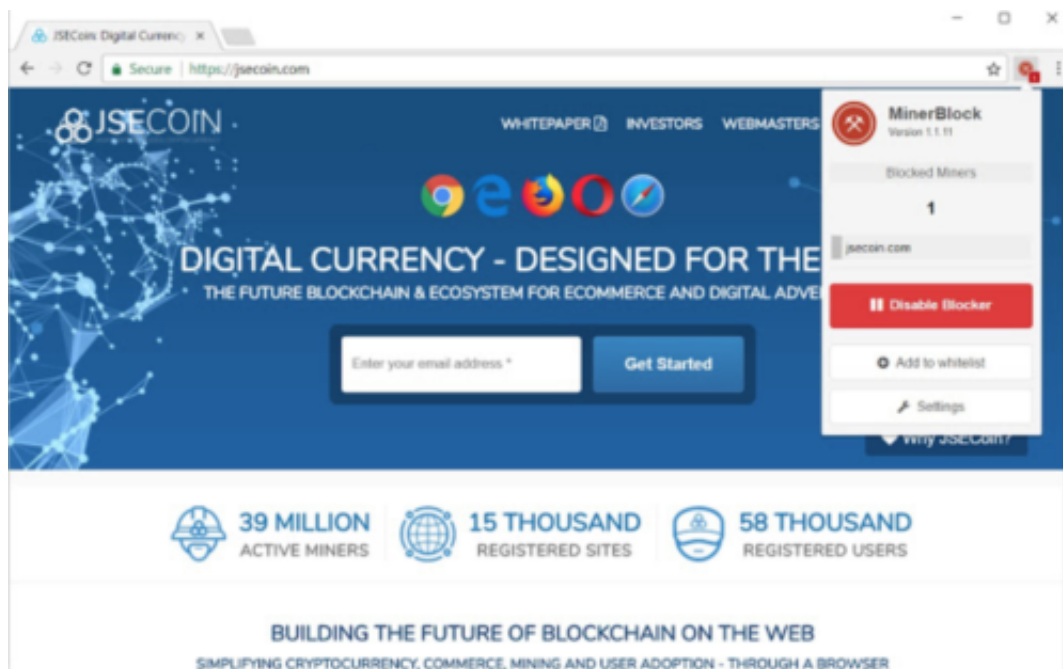 JSECoin: Digital Currenc
Secure | https://jsecoin.com
JSECOIN
WHITEPAPER INVESTORS WEBMASTERS
MinerBlock
Version 1.1.11
Blocked Miners
1
jsecoin.com
Disable Blocker
Add to whitelist
Settings
DIGITAL CURRENCY - DESIGNED FOR THE
THE FUTURE BLOCKCHAIN & ECOSYSTEM FOR ECOMMERCE AND DIGITAL ADVE
Enter your email address *
Get Started
Why JSECoin?
39 MILLION
ACTIVE MINERS
15 THOUSAND
REGISTERED SITES
58 THOUSAND
REGISTERED USERS
BUILDING THE FUTURE OF BLOCKCHAIN ON THE WEB
SIMPLIFYING CRYPTOCURRENCY, COMMERCE, MINING AND USER ADOPTION - THROUGH A BROWSER